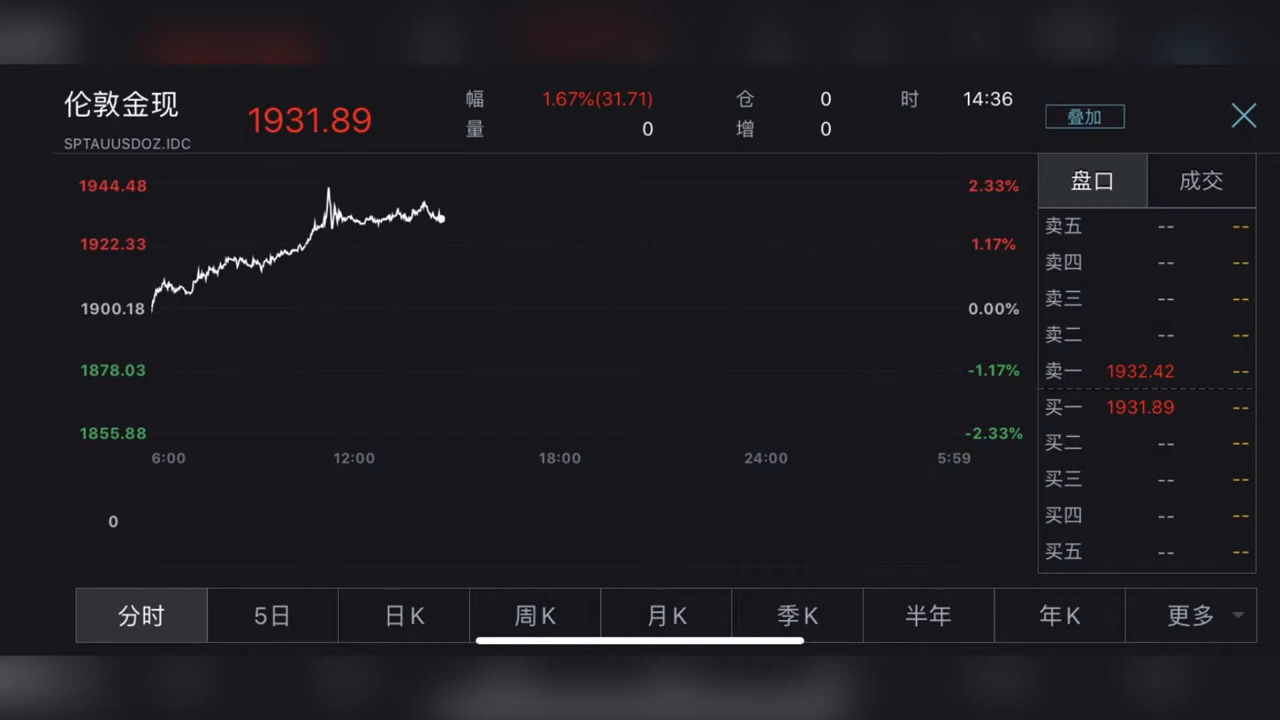 伦敦金现
SPTAUUSDOZ.IDC
1931.89
幅 1.67%(31.71) 仓 0 时 14:36
量 0 增 0
叠加
1944.48 2.33%
1922.33 1.17%
1900.18 0.00%
1878.03 -1.17%
1855.88 -2.33%
6:00 12:00 18:00 24:00 5:59
0
盘口 成交
卖五 -- --
卖四 -- --
卖三 -- --
卖二 -- --
卖一 1932.42 --
买一 1931.89 --
买二 -- --
买三 -- --
买四 -- --
买五 -- --
分时 5日 日K 周K 月K 季K 半年 年K 更多